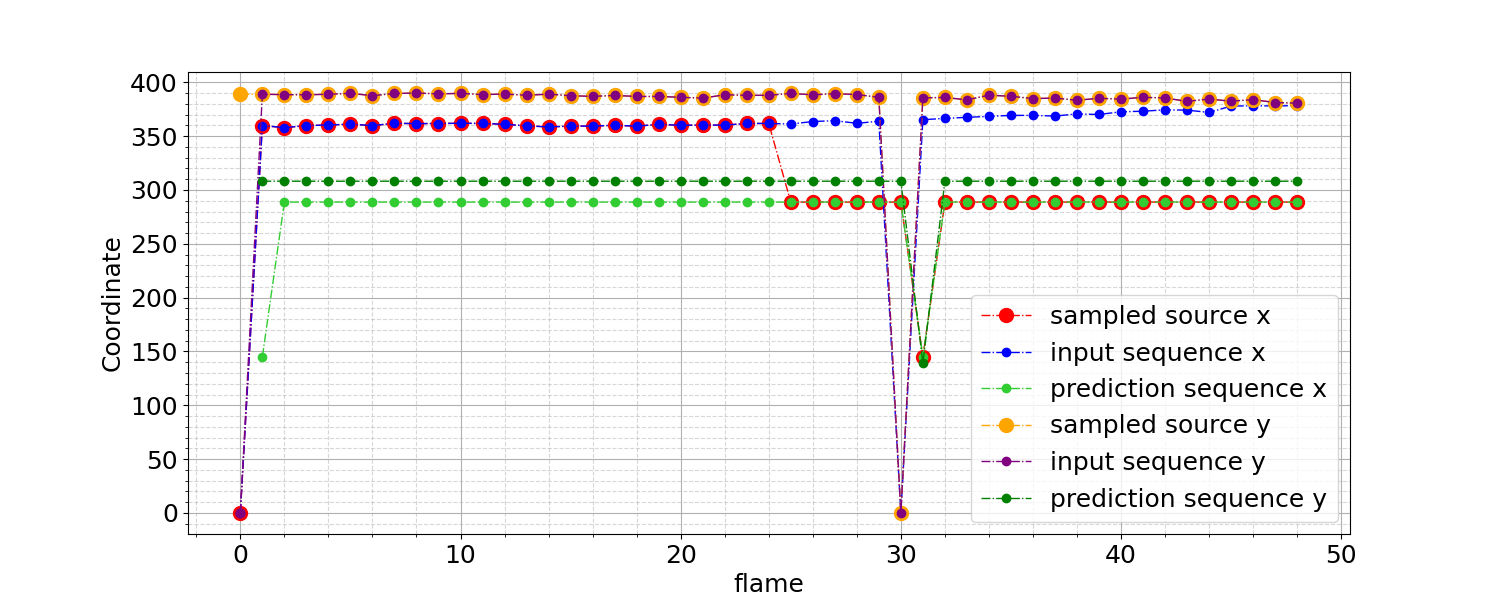 400
350
300
250
200
150
100
50
0
Coordinate
0 10 20 30 40 50
flame
sampled source x
input sequence x
prediction sequence x
sampled source y
input sequence y
prediction sequence y